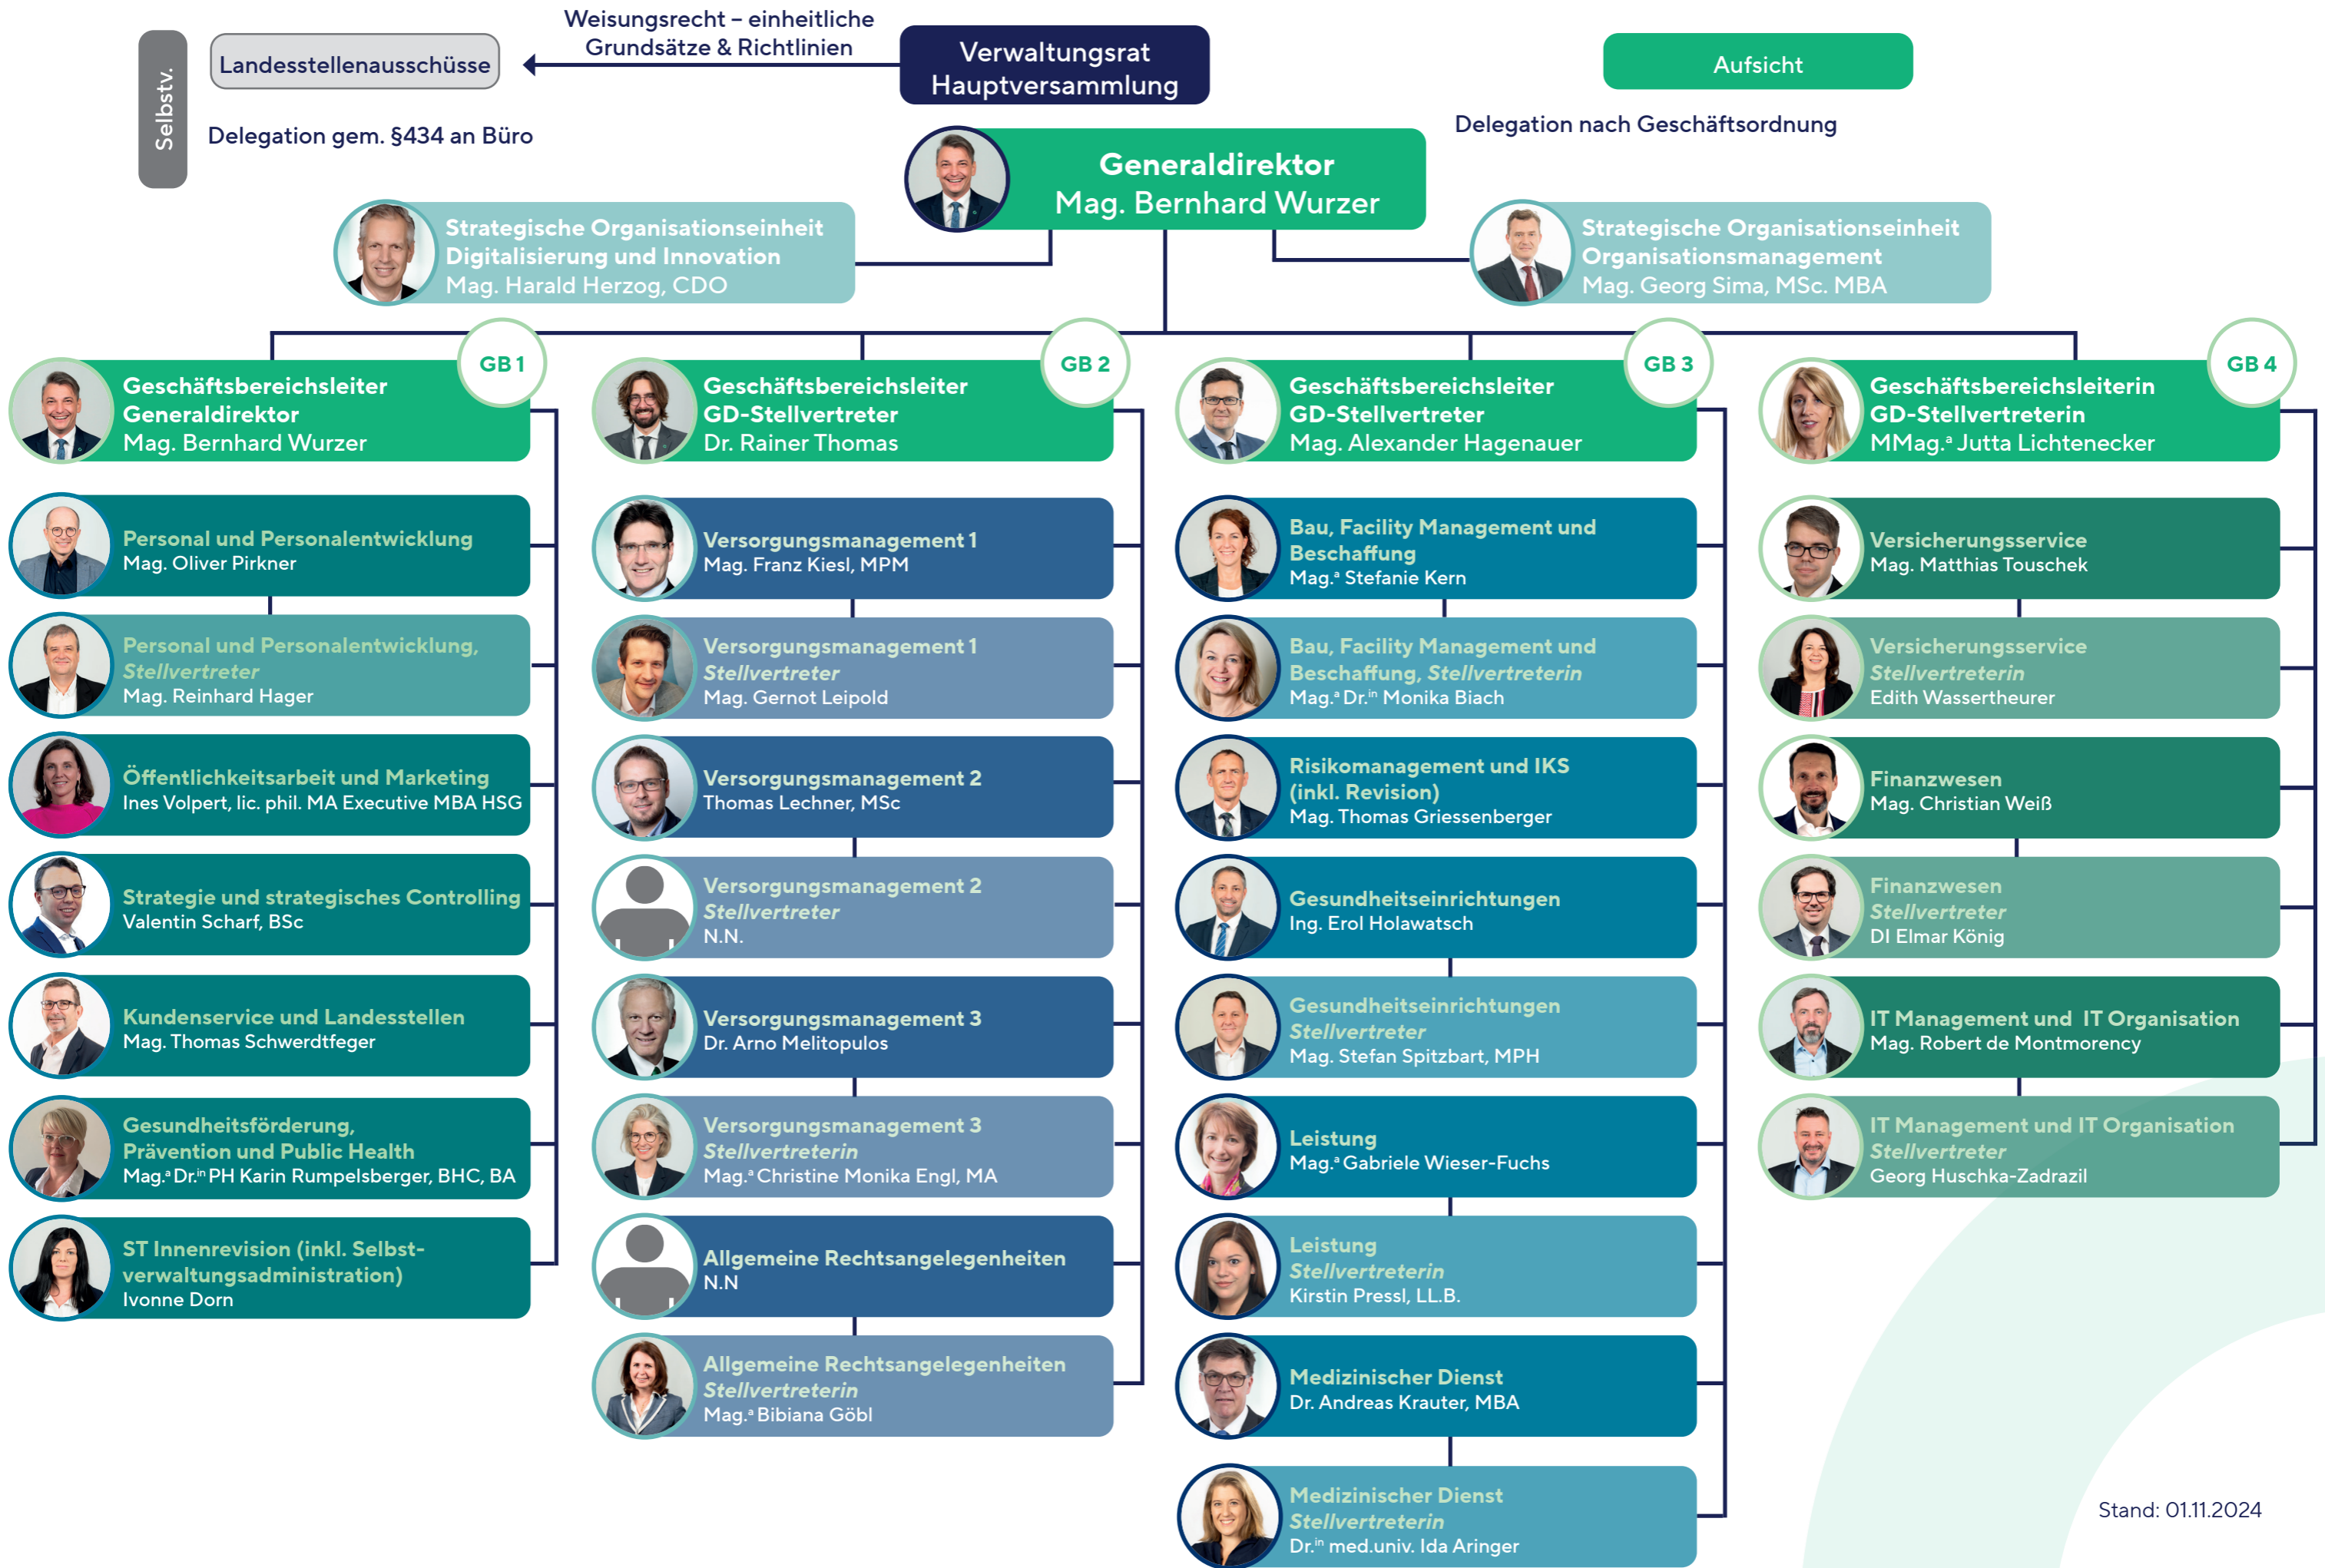 Weisungsrecht – einheitliche
Grundsätze & Richtlinien
Selbstv.
Landesstellenausschüsse
Verwaltungsrat
Hauptversammlung
Aufsicht
Delegation gem. §434 an Büro
Delegation nach Geschäftsordnung
Generaldirektor
Mag. Bernhard Wurzer
Strategische Organisationseinheit
Digitalisierung und Innovation
Mag. Harald Herzog, CDO
Strategische Organisationseinheit
Organisationsmanagement
Mag. Georg Sima, MSc. MBA
GB 1
Geschäftsbereichsleiter
Generaldirektor
Mag. Bernhard Wurzer
Personal und Personalentwicklung
Mag. Oliver Pirkner
Personal und Personalentwicklung,
Stellvertreter
Mag. Reinhard Hager
Öffentlichkeitsarbeit und Marketing
Ines Volpert, lic. phil. MA Executive MBA HSG
Strategie und strategisches Controlling
Valentin Scharf, BSc
Kundenservice und Landesstellen
Mag. Thomas Schwerdtfeger
Gesundheitsförderung,
Prävention und Public Health
Mag.ª Dr.ⁱⁿ PH Karin Rumpelsberger, BHC, BA
ST Innenrevision (inkl. Selbst-
verwaltungsadministration)
Ivonne Dorn
GB 2
Geschäftsbereichsleiter
GD-Stellvertreter
Dr. Rainer Thomas
Versorgungsmanagement 1
Mag. Franz Kiesl, MPM
Versorgungsmanagement 1
Stellvertreter
Mag. Gernot Leipold
Versorgungsmanagement 2
Thomas Lechner, MSc
Versorgungsmanagement 2
Stellvertreter
N.N.
Versorgungsmanagement 3
Dr. Arno Melitopulos
Versorgungsmanagement 3
Stellvertreterin
Mag.ª Christine Monika Engl, MA
Allgemeine Rechtsangelegenheiten
N.N
Allgemeine Rechtsangelegenheiten
Stellvertreterin
Mag.ª Bibiana Göbl
GB 3
Geschäftsbereichsleiter
GD-Stellvertreter
Mag. Alexander Hagenauer
Bau, Facility Management und
Beschaffung
Mag.ª Stefanie Kern
Bau, Facility Management und
Beschaffung, Stellvertreterin
Mag.ª Dr.ⁱⁿ Monika Biach
Risikomanagement und IKS
(inkl. Revision)
Mag. Thomas Griessenberger
Gesundheitseinrichtungen
Ing. Erol Holawatsch
Gesundheitseinrichtungen
Stellvertreter
Mag. Stefan Spitzbart, MPH
Leistung
Mag.ª Gabriele Wieser-Fuchs
Leistung
Stellvertreterin
Kirstin Pressl, LL.B.
Medizinischer Dienst
Dr. Andreas Krauter, MBA
Medizinischer Dienst
Stellvertreterin
Dr.ⁱⁿ med.univ. Ida Aringer
GB 4
Geschäftsbereichsleiterin
GD-Stellvertreterin
MMag.ª Jutta Lichtenecker
Versicherungsservice
Mag. Matthias Touschek
Versicherungsservice
Stellvertreterin
Edith Wassertheurer
Finanzwesen
Mag. Christian Weiß
Finanzwesen
Stellvertreter
DI Elmar König
IT Management und IT Organisation
Mag. Robert de Montmorency
IT Management und IT Organisation
Stellvertreter
Georg Huschka-Zadrazil
Stand: 01.11.2024